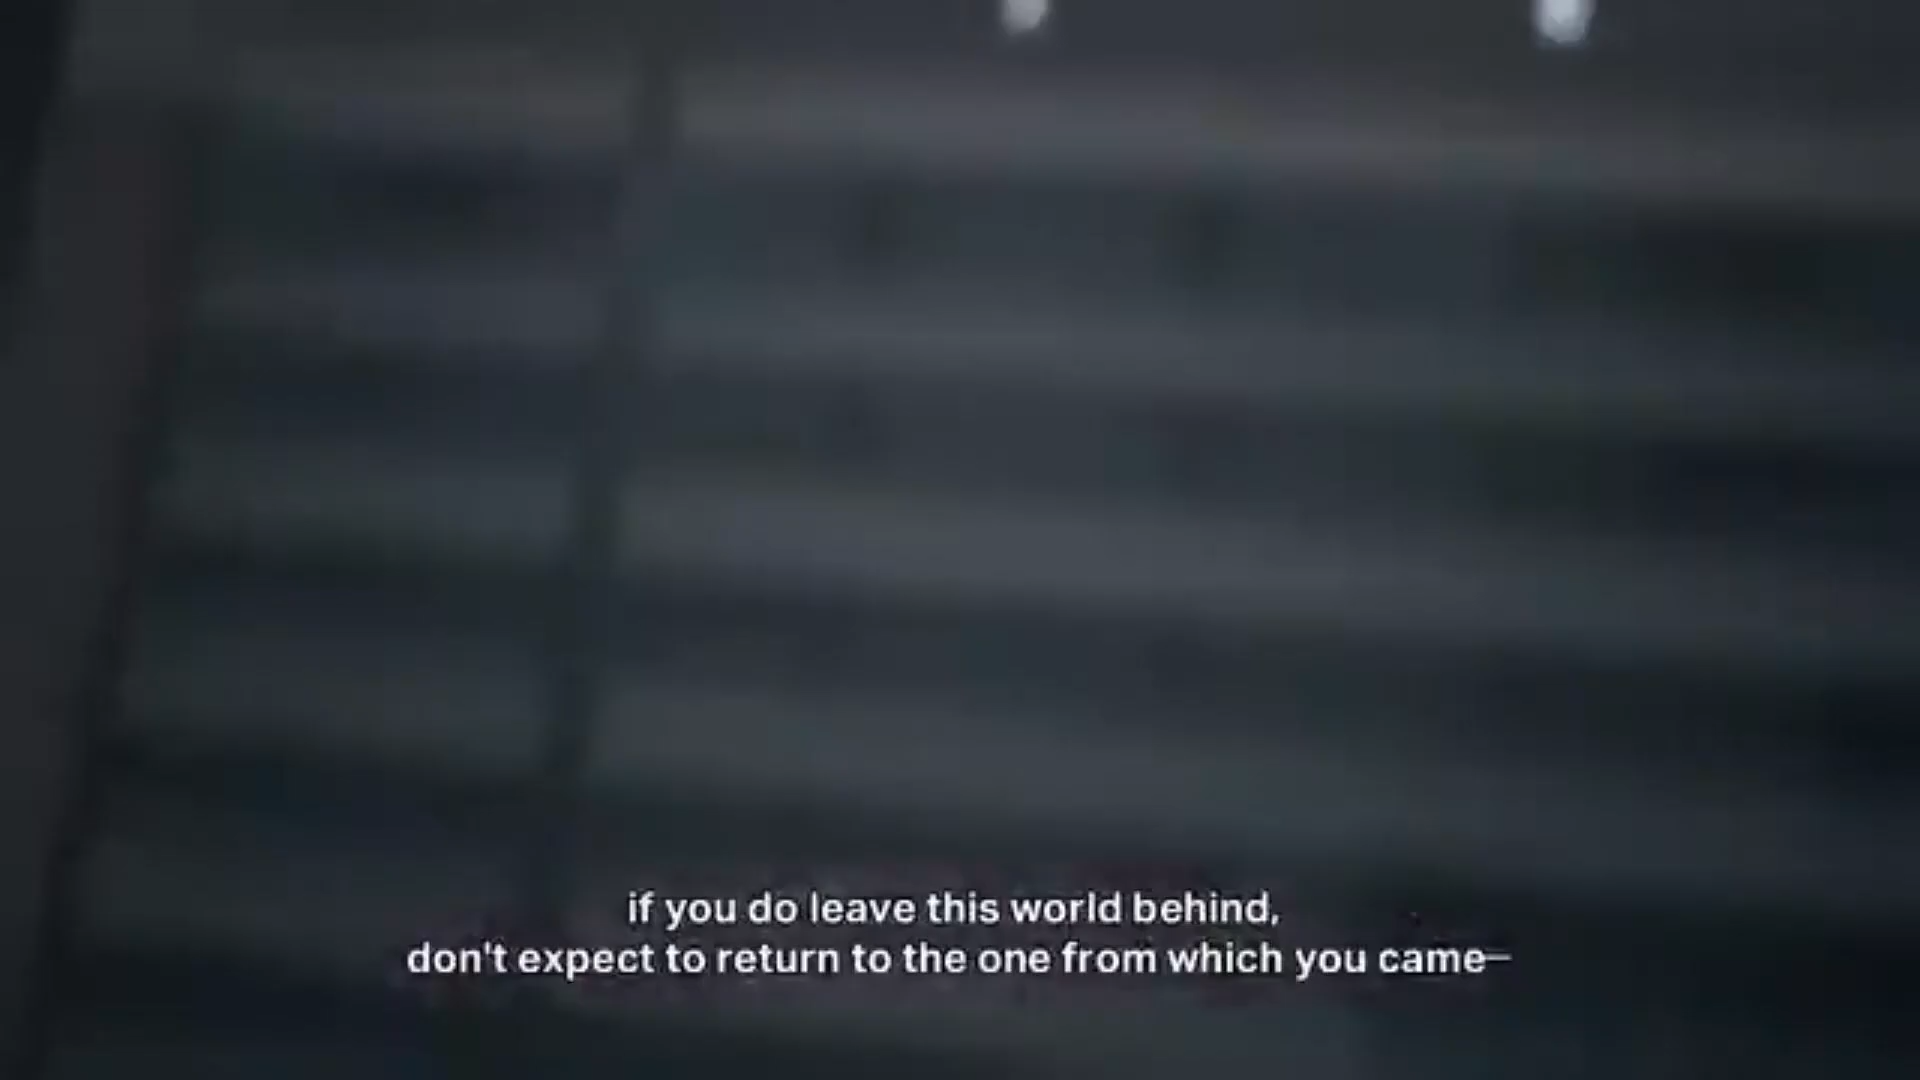 if you do leave this world behind,
don't expect to return to the one from which you came—